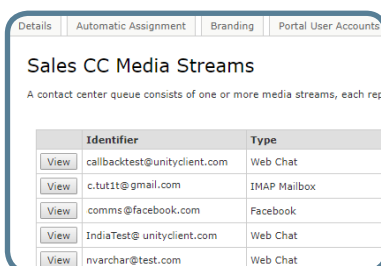 Details Automatic Assignment Branding Portal User Accounts
Sales CC Media Streams
A contact center queue consists of one or more media streams, each rep
Identifier Type
View callbacktest@unityclient.com Web Chat
View c.tut1t@gmail.com IMAP Mailbox
View comms@facebook.com Facebook
View IndiaTest@ unityclient.com Web Chat
View nvarchar@test.com Web Chat